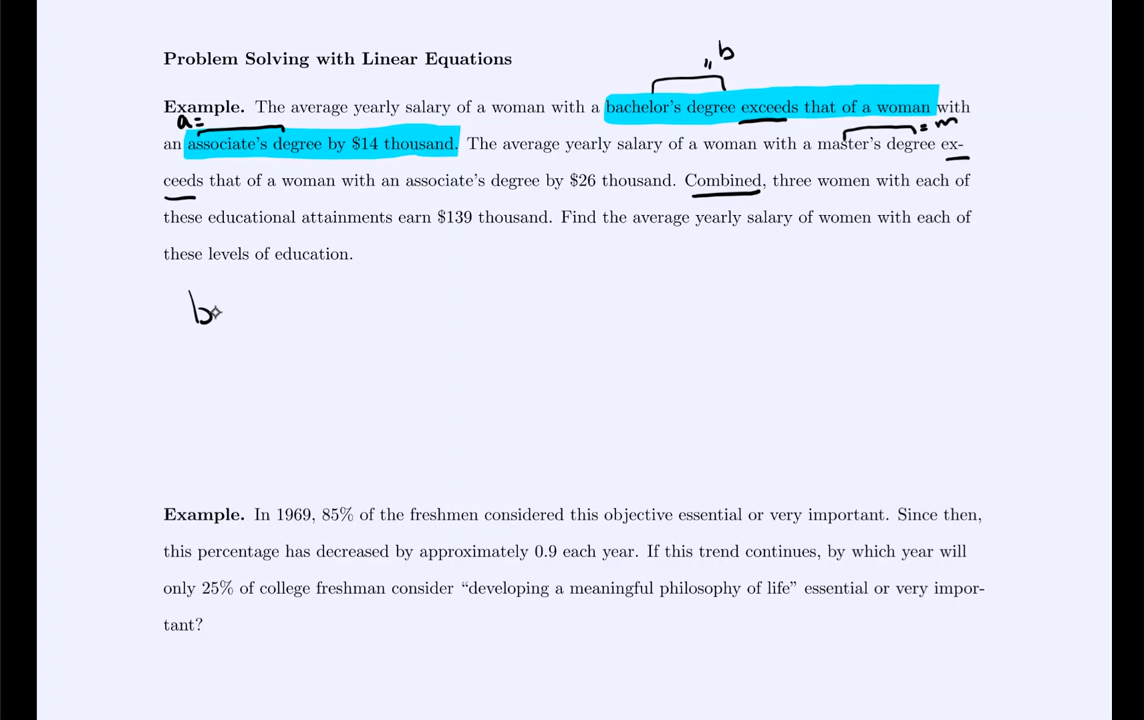 Problem Solving with Linear Equations
" b
Example. The average yearly salary of a woman with a bachelor's degree exceeds that of a woman with
a=
= m
an associate's degree by $14 thousand. The average yearly salary of a woman with a master's degree ex-
ceeds that of a woman with an associate's degree by $26 thousand. Combined, three women with each of
these educational attainments earn $139 thousand. Find the average yearly salary of women with each of
these levels of education.
b
Example. In 1969, 85% of the freshmen considered this objective essential or very important. Since then,
this percentage has decreased by approximately 0.9 each year. If this trend continues, by which year will
only 25% of college freshman consider “developing a meaningful philosophy of life” essential or very impor-
tant?